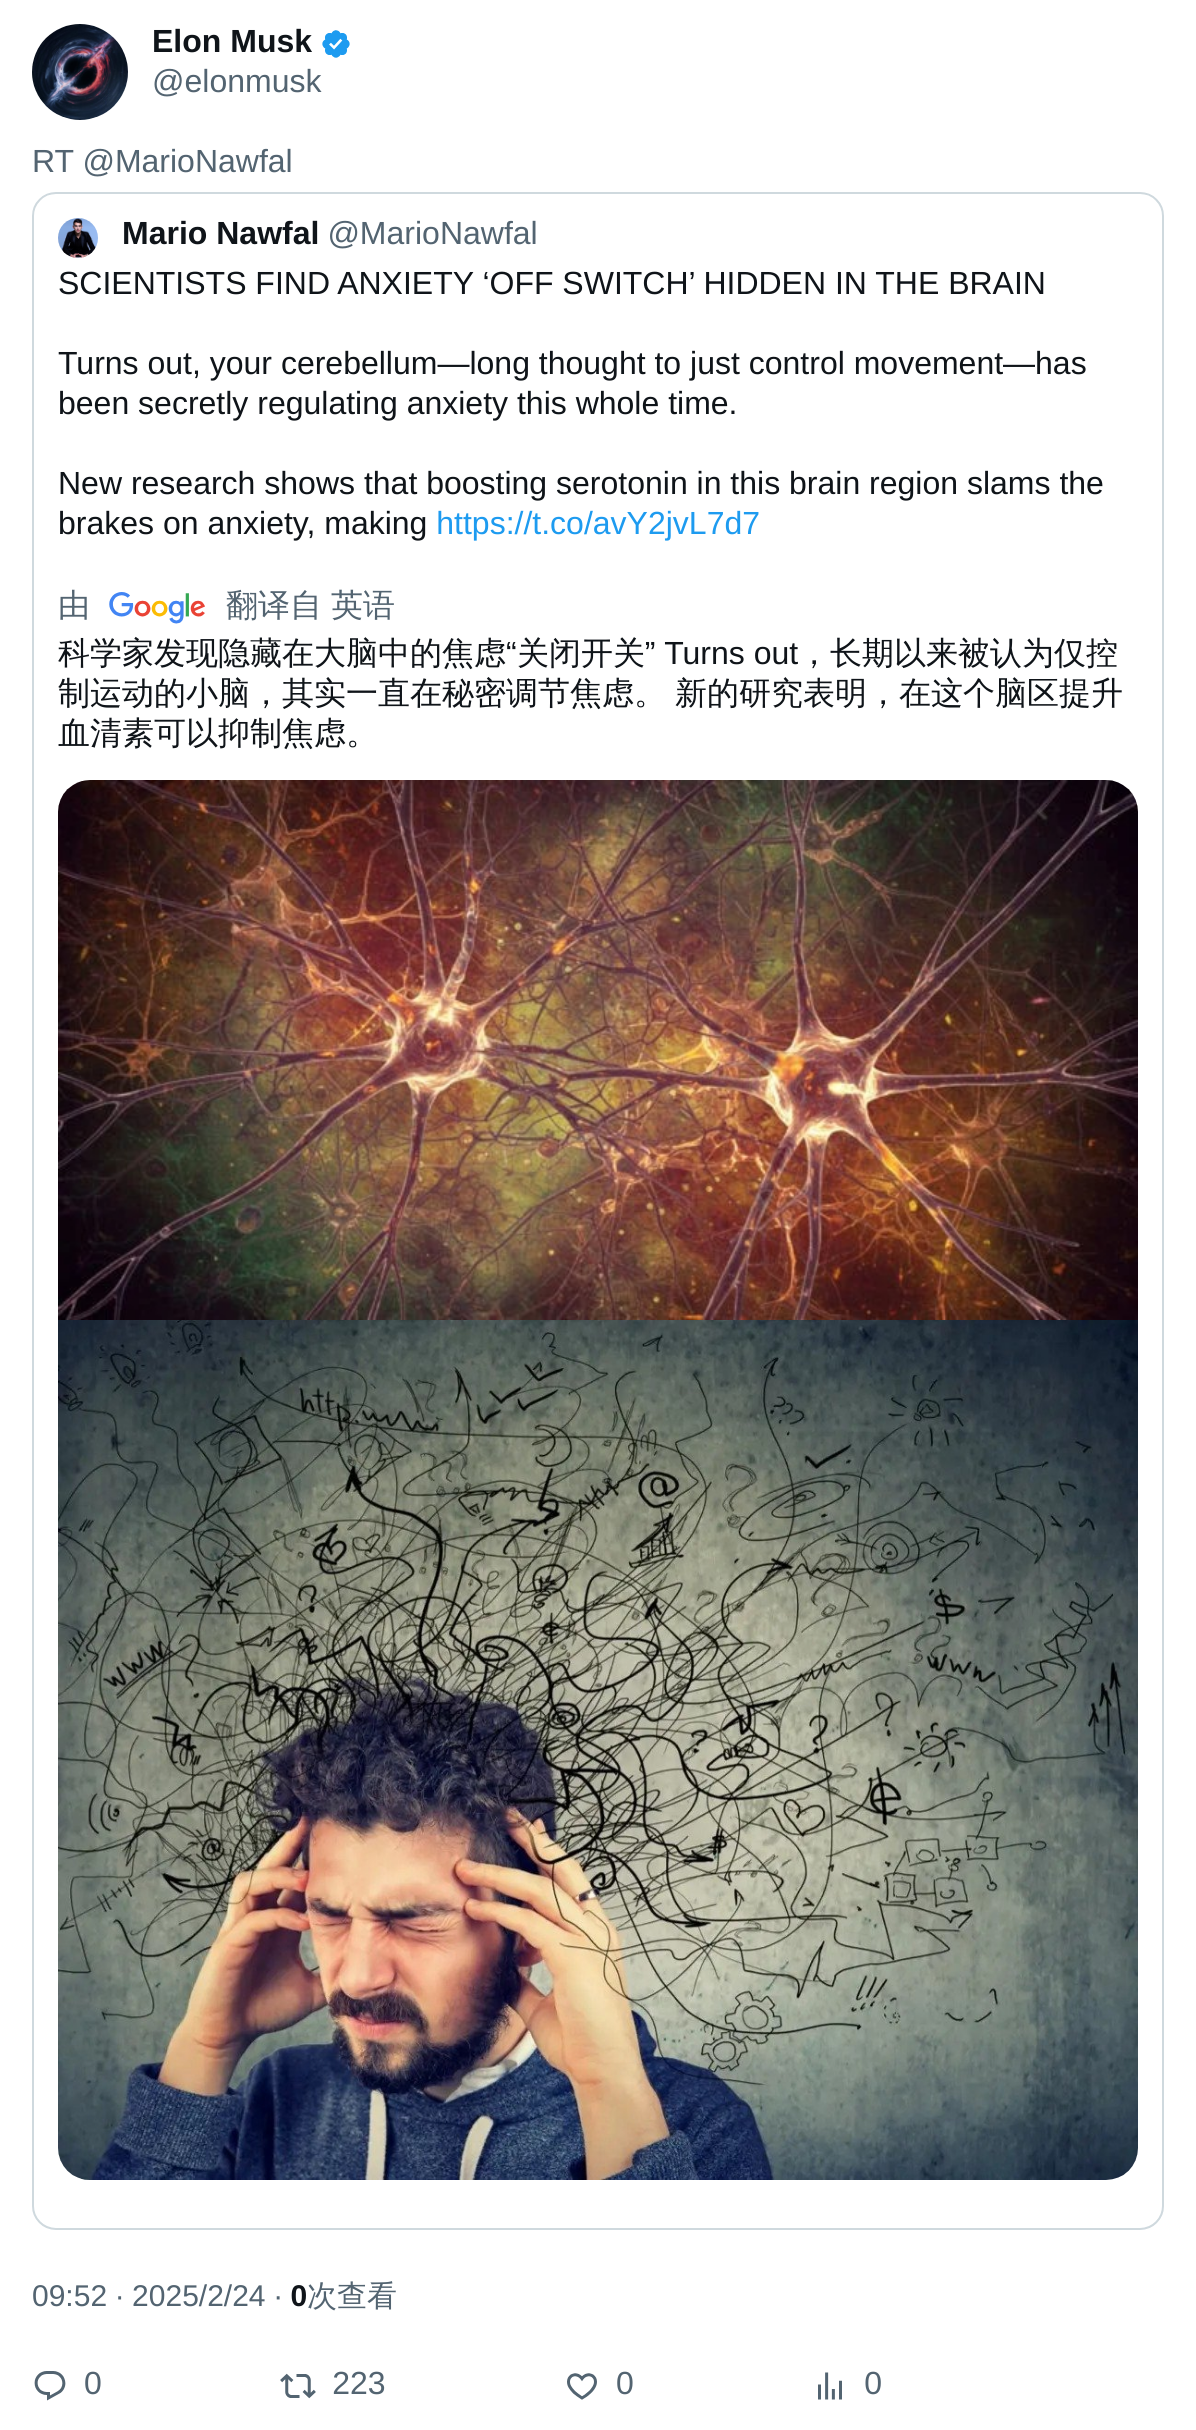 Elon Musk
@elonmusk
RT @MarioNawfal
Mario Nawfal @MarioNawfal
SCIENTISTS FIND ANXIETY ‘OFF SWITCH’ HIDDEN IN THE BRAIN
Turns out, your cerebellum—long thought to just control movement—has
been secretly regulating anxiety this whole time.
New research shows that boosting serotonin in this brain region slams the
brakes on anxiety, making https://t.co/avY2jvL7d7
由 Google 翻译自 英语
科学家发现隐藏在大脑中的焦虑“关闭开关” Turns out，长期以来被认为仅控
制运动的小脑，其实一直在秘密调节焦虑。 新的研究表明，在这个脑区提升
血清素可以抑制焦虑。
http
@
?
$
www
www
?
?
@
$
!!!
09:52 · 2025/2/24 · 0次查看
0 223 0 0